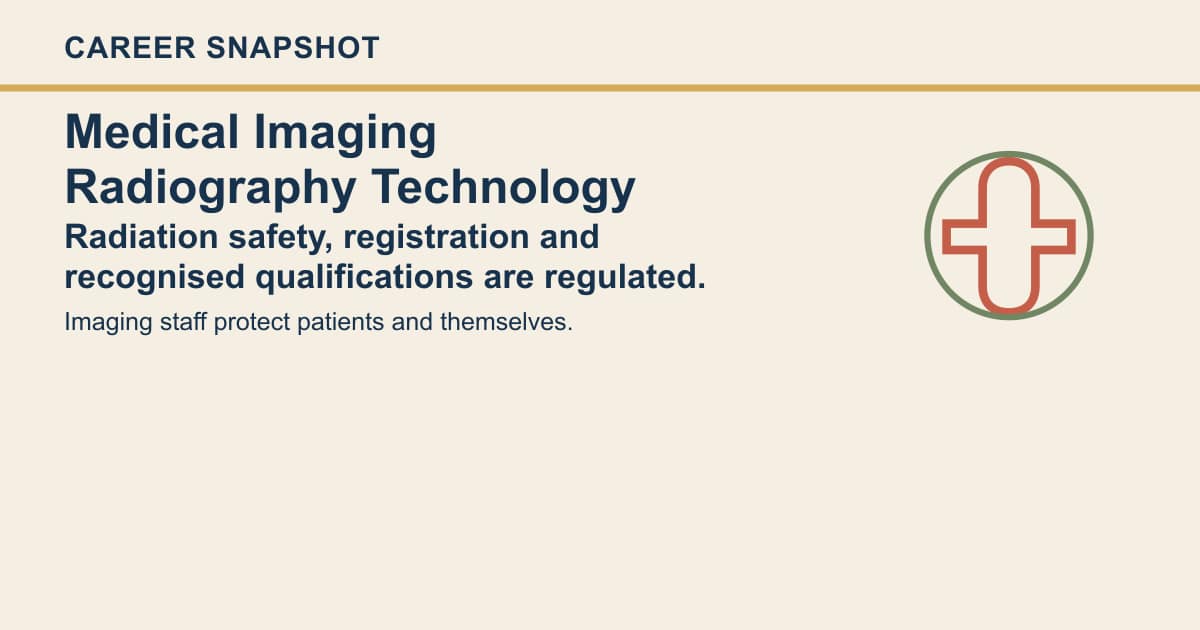 CAREER SNAPSHOT
Medical Imaging
Radiography Technology
Radiation safety, registration and
recognised qualifications are regulated.
Imaging staff protect patients and themselves.